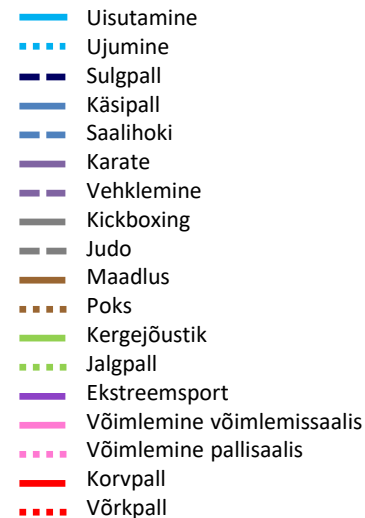 Uisutamine
Ujumine
Sulgpall
Käsipall
Saalihoki
Karate
Vehklemine
Kickboxing
Judo
Maadlus
Poks
Kergejõustik
Jalgpall
Ekstreemsport
Võimlemine võimlemissaalis
Võimlemine pallisaalis
Korvpall
Võrkpall